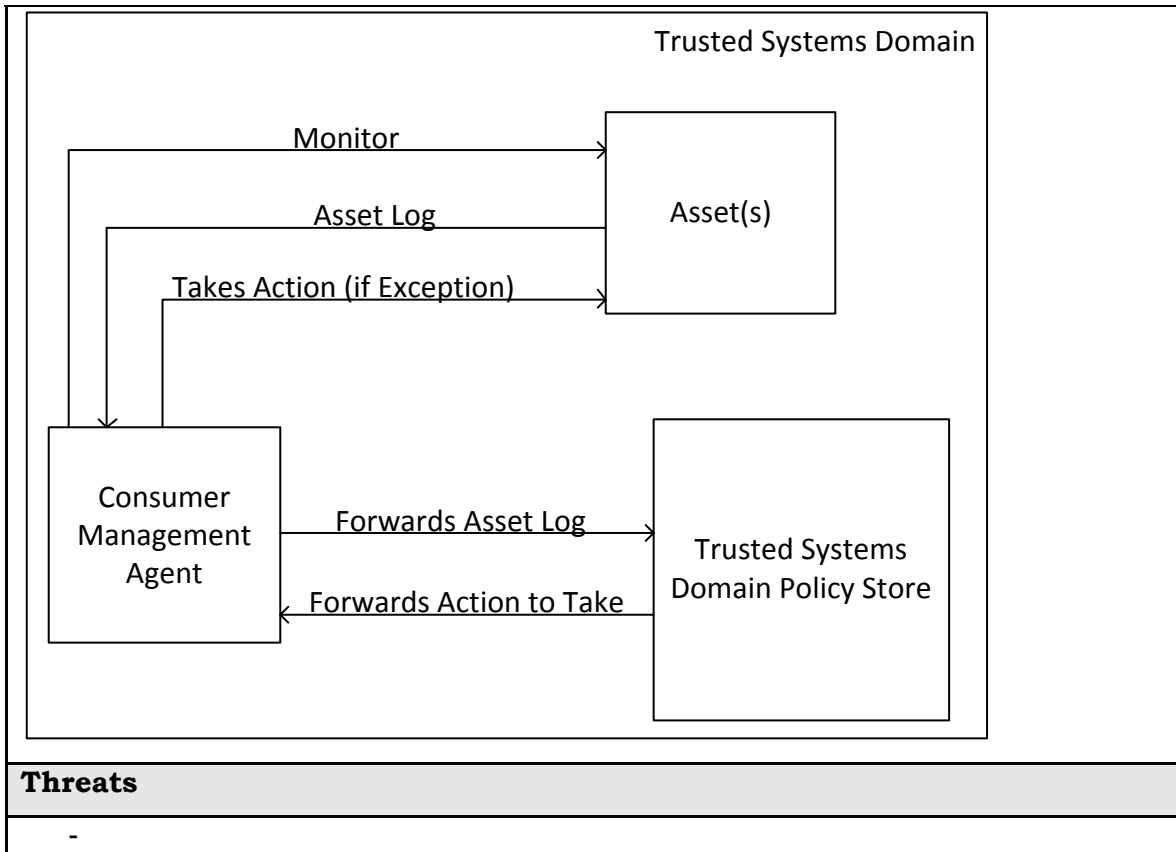 Trusted Systems Domain
Monitor
Asset Log
Asset(s)
Takes Action (if Exception)
Consumer
Management
Agent
Forwards Asset Log
Forwards Action to Take
Trusted Systems
Domain Policy Store
Threats
-